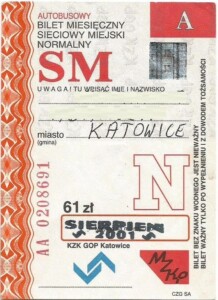 AUTOBUSOWY
BILET MIESIĘCZNY
SIECIOWY MIEJSKI
NORMALNY
A
SM
UWAGA! TU WPISAĆ IMIĘ I NAZWISKO
miasto KATOWICE
(gmina)
N
61 zł
SIERPIEŃ
2001
KZK GOP Katowice
MZKP
CZG SA
AA 0208691
BILET BEZ ZNAKU WODNEGO JEST NIEWAŻNY
BILET WAŻNY TYLKO PO WYPEŁNIENIU I Z DOWODEM TOŻSAMOŚCI